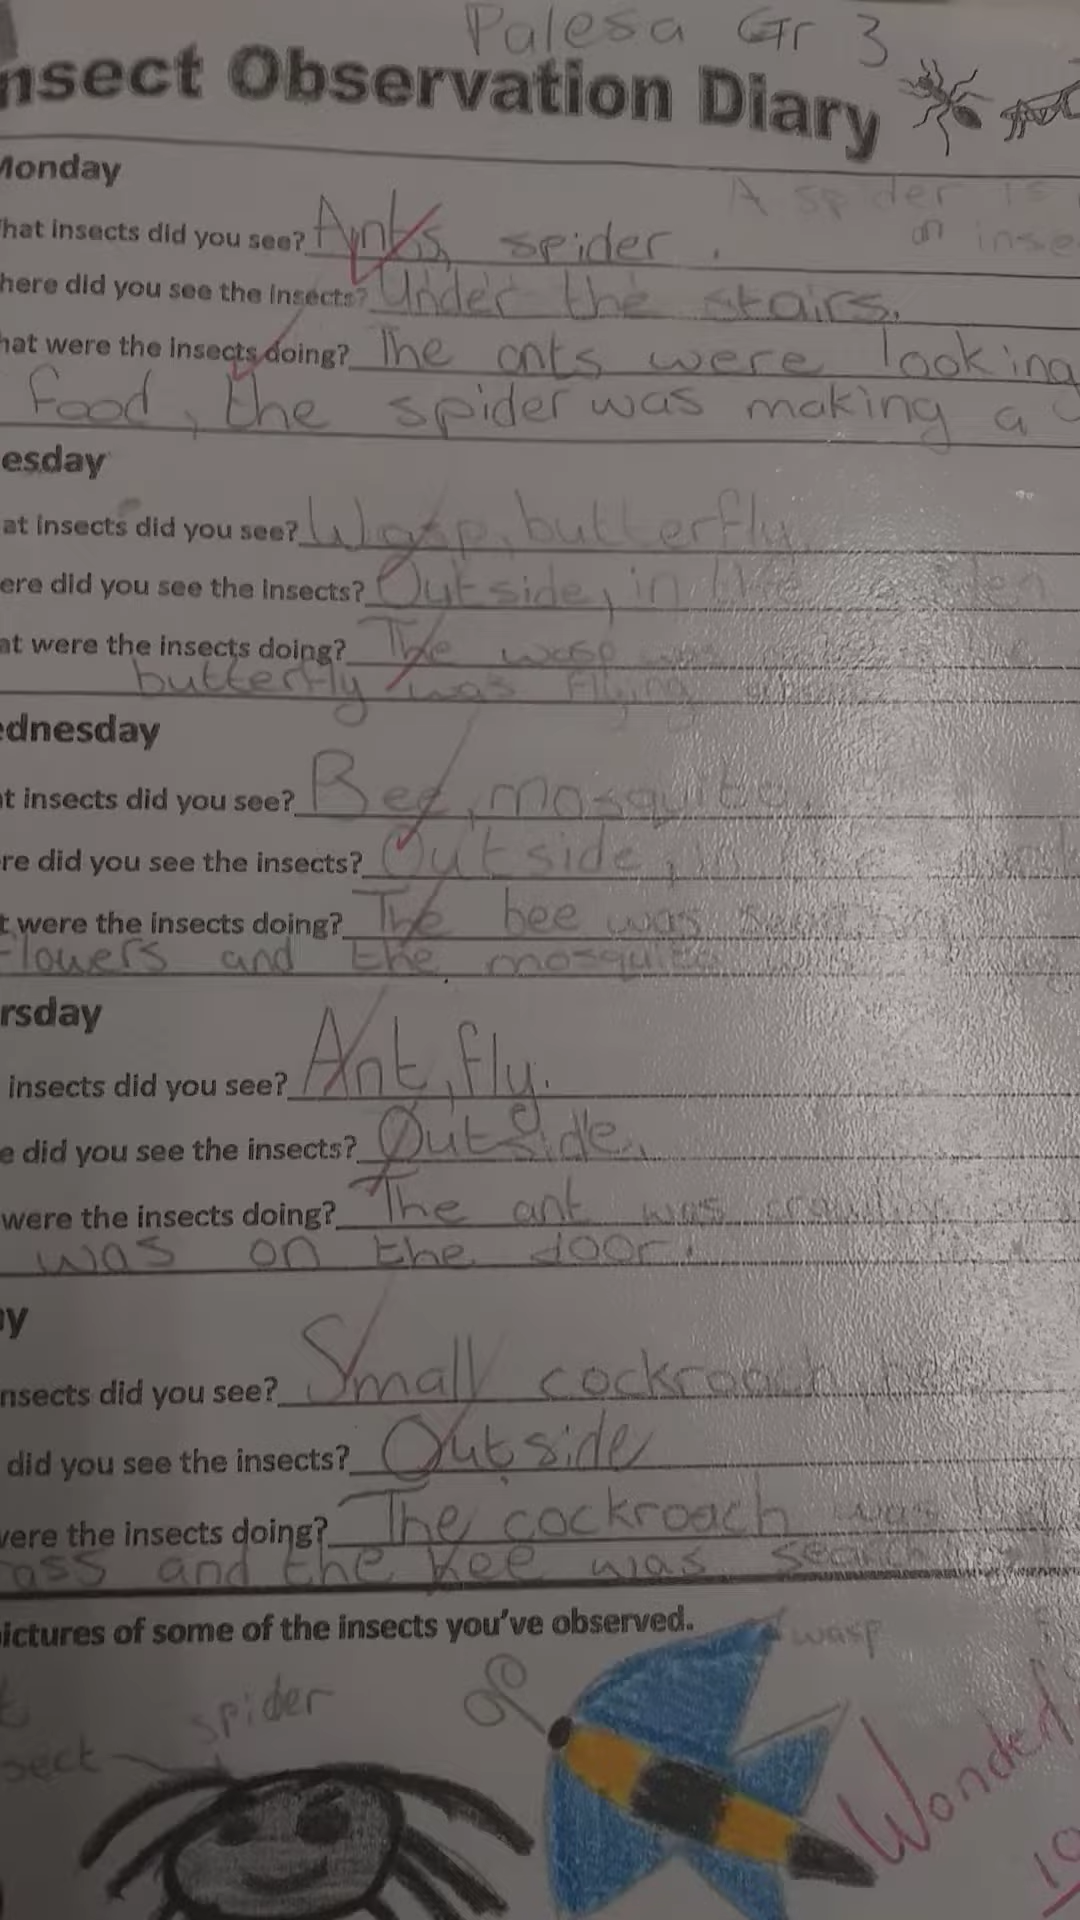 Palesa Gr 3
nsect Observation Diary
Monday
A spider is
an inse
hat insects did you see? Ants, spider.
here did you see the insects? Under the stairs.
hat were the insects doing? The ants were looking
food, the spider was making a
esday
at insects did you see? Wasp, butterfly,
ere did you see the insects? Outside, in the
at were the insects doing? The wasp was
butterfly was flying
ednesday
t insects did you see? Bee, mosquito.
re did you see the insects? Outside,
t were the insects doing? The bee was
flowers and the mosquito
rsday
insects did you see? Ant, fly.
e did you see the insects? Outside.
were the insects doing? The ant was
was on the door.
ay
nsects did you see? Small cockroach
did you see the insects? Outside
were the insects doing? The cockroach was
ass and the bee was
ictures of some of the insects you've observed.
wasp
spider
sect
Wonderf
10